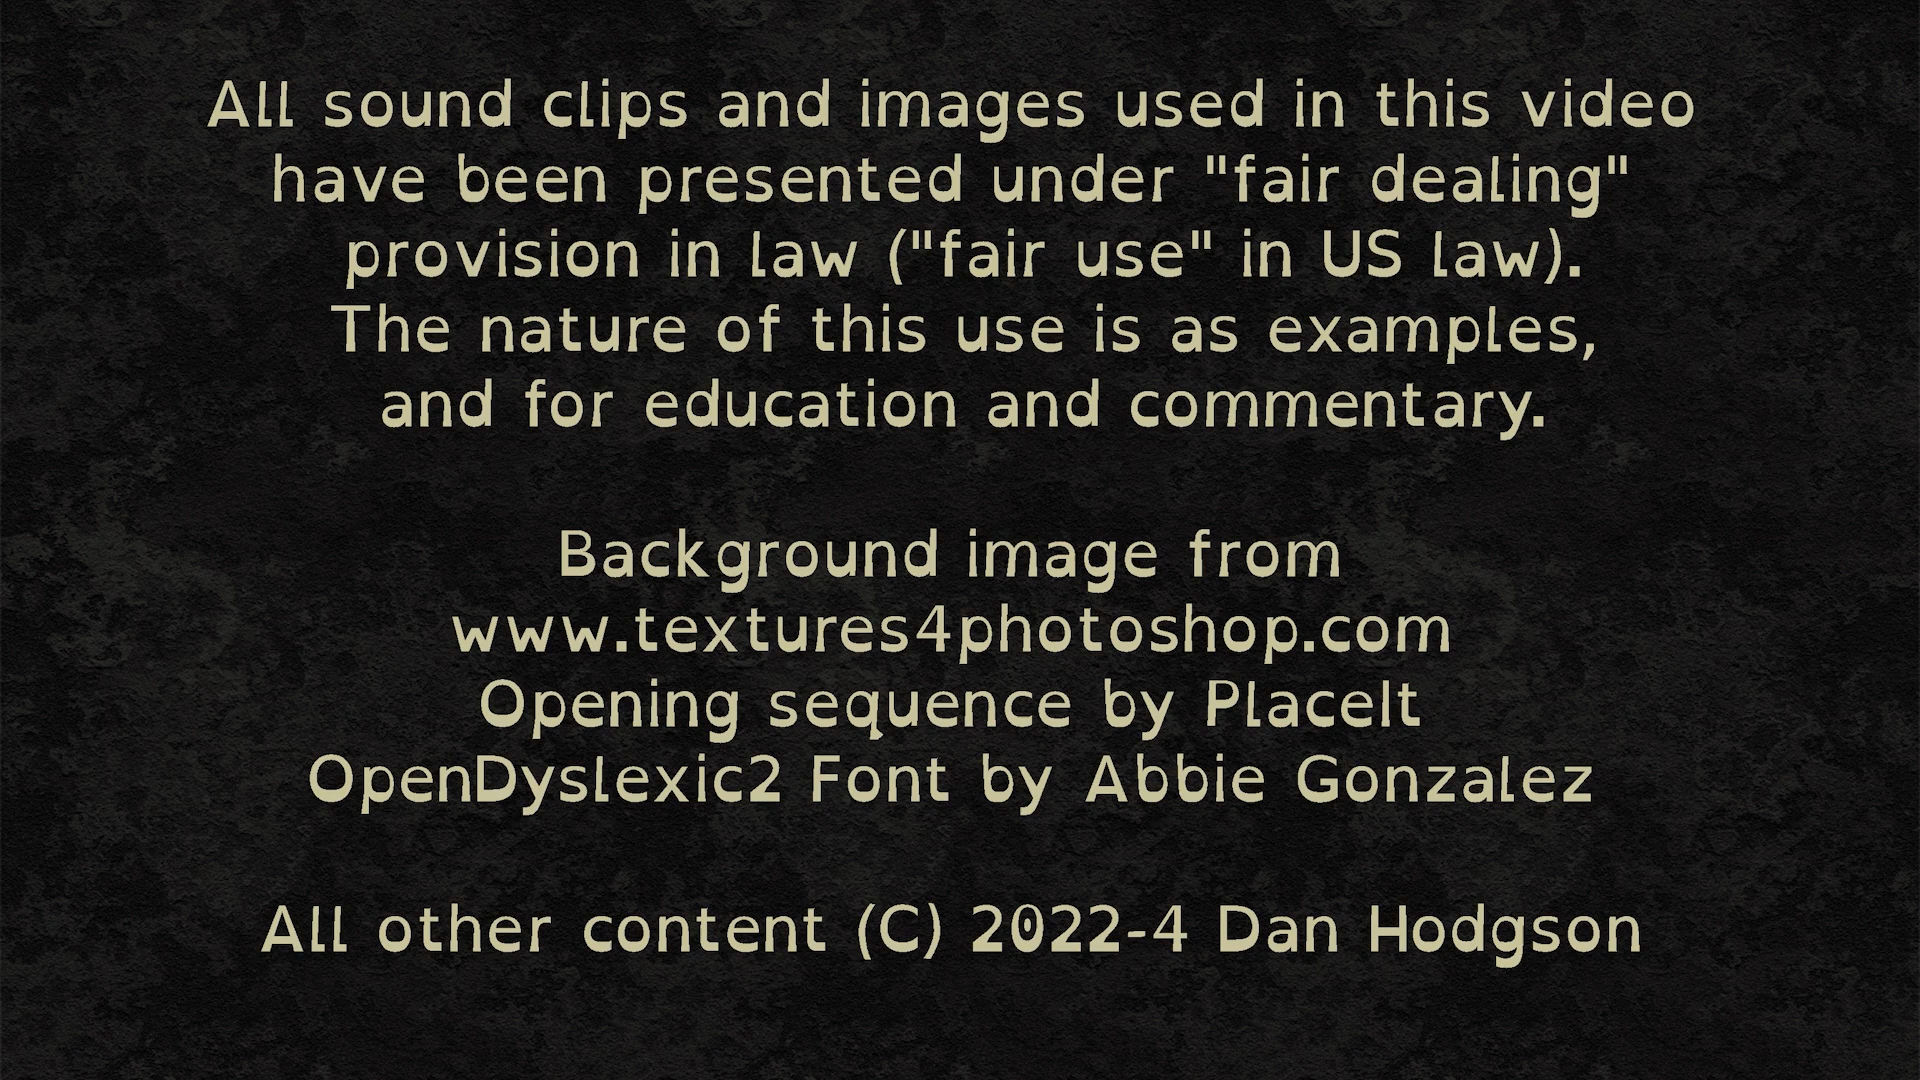 All sound clips and images used in this video
have been presented under "fair dealing"
provision in law ("fair use" in US law).
The nature of this use is as examples,
and for education and commentary.
Background image from
www.textures4photoshop.com
Opening sequence by PlaceIt
OpenDyslexic2 Font by Abbie Gonzalez
All other content (C) 2022-4 Dan Hodgson